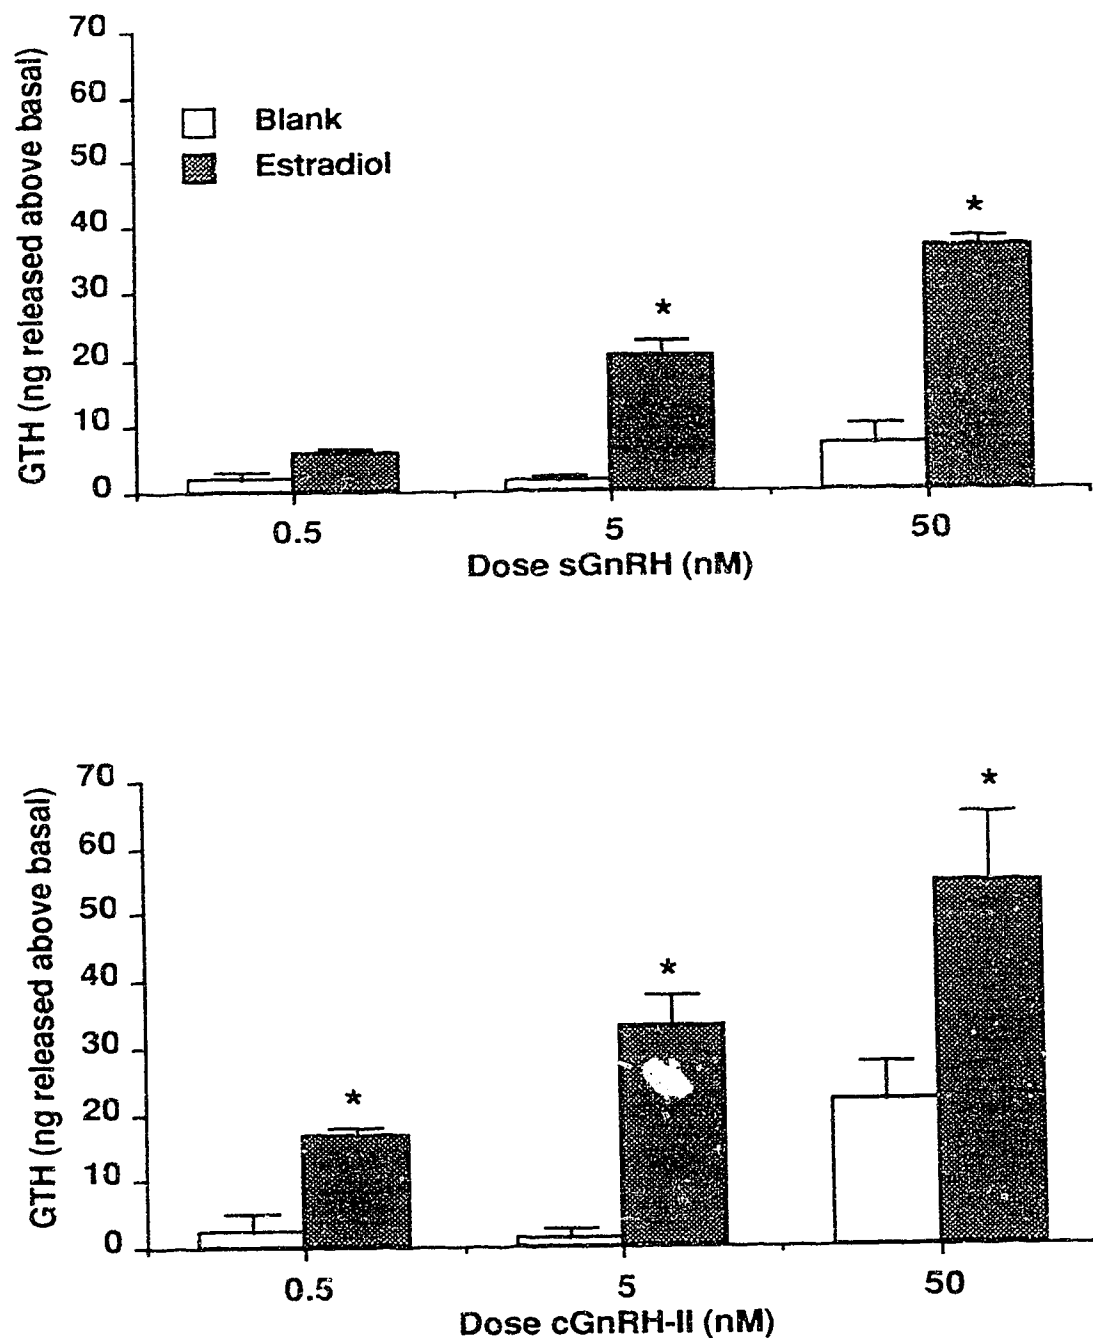 70
60
50
40
30
20
10
0
GTH (ng released above basal)
Blank
Estradiol
*
*
0.5 5 50
Dose sGnRH (nM)
70
60
50
40
30
20
10
0
GTH (ng released above basal)
*
*
*
0.5 5 50
Dose cGnRH-II (nM)